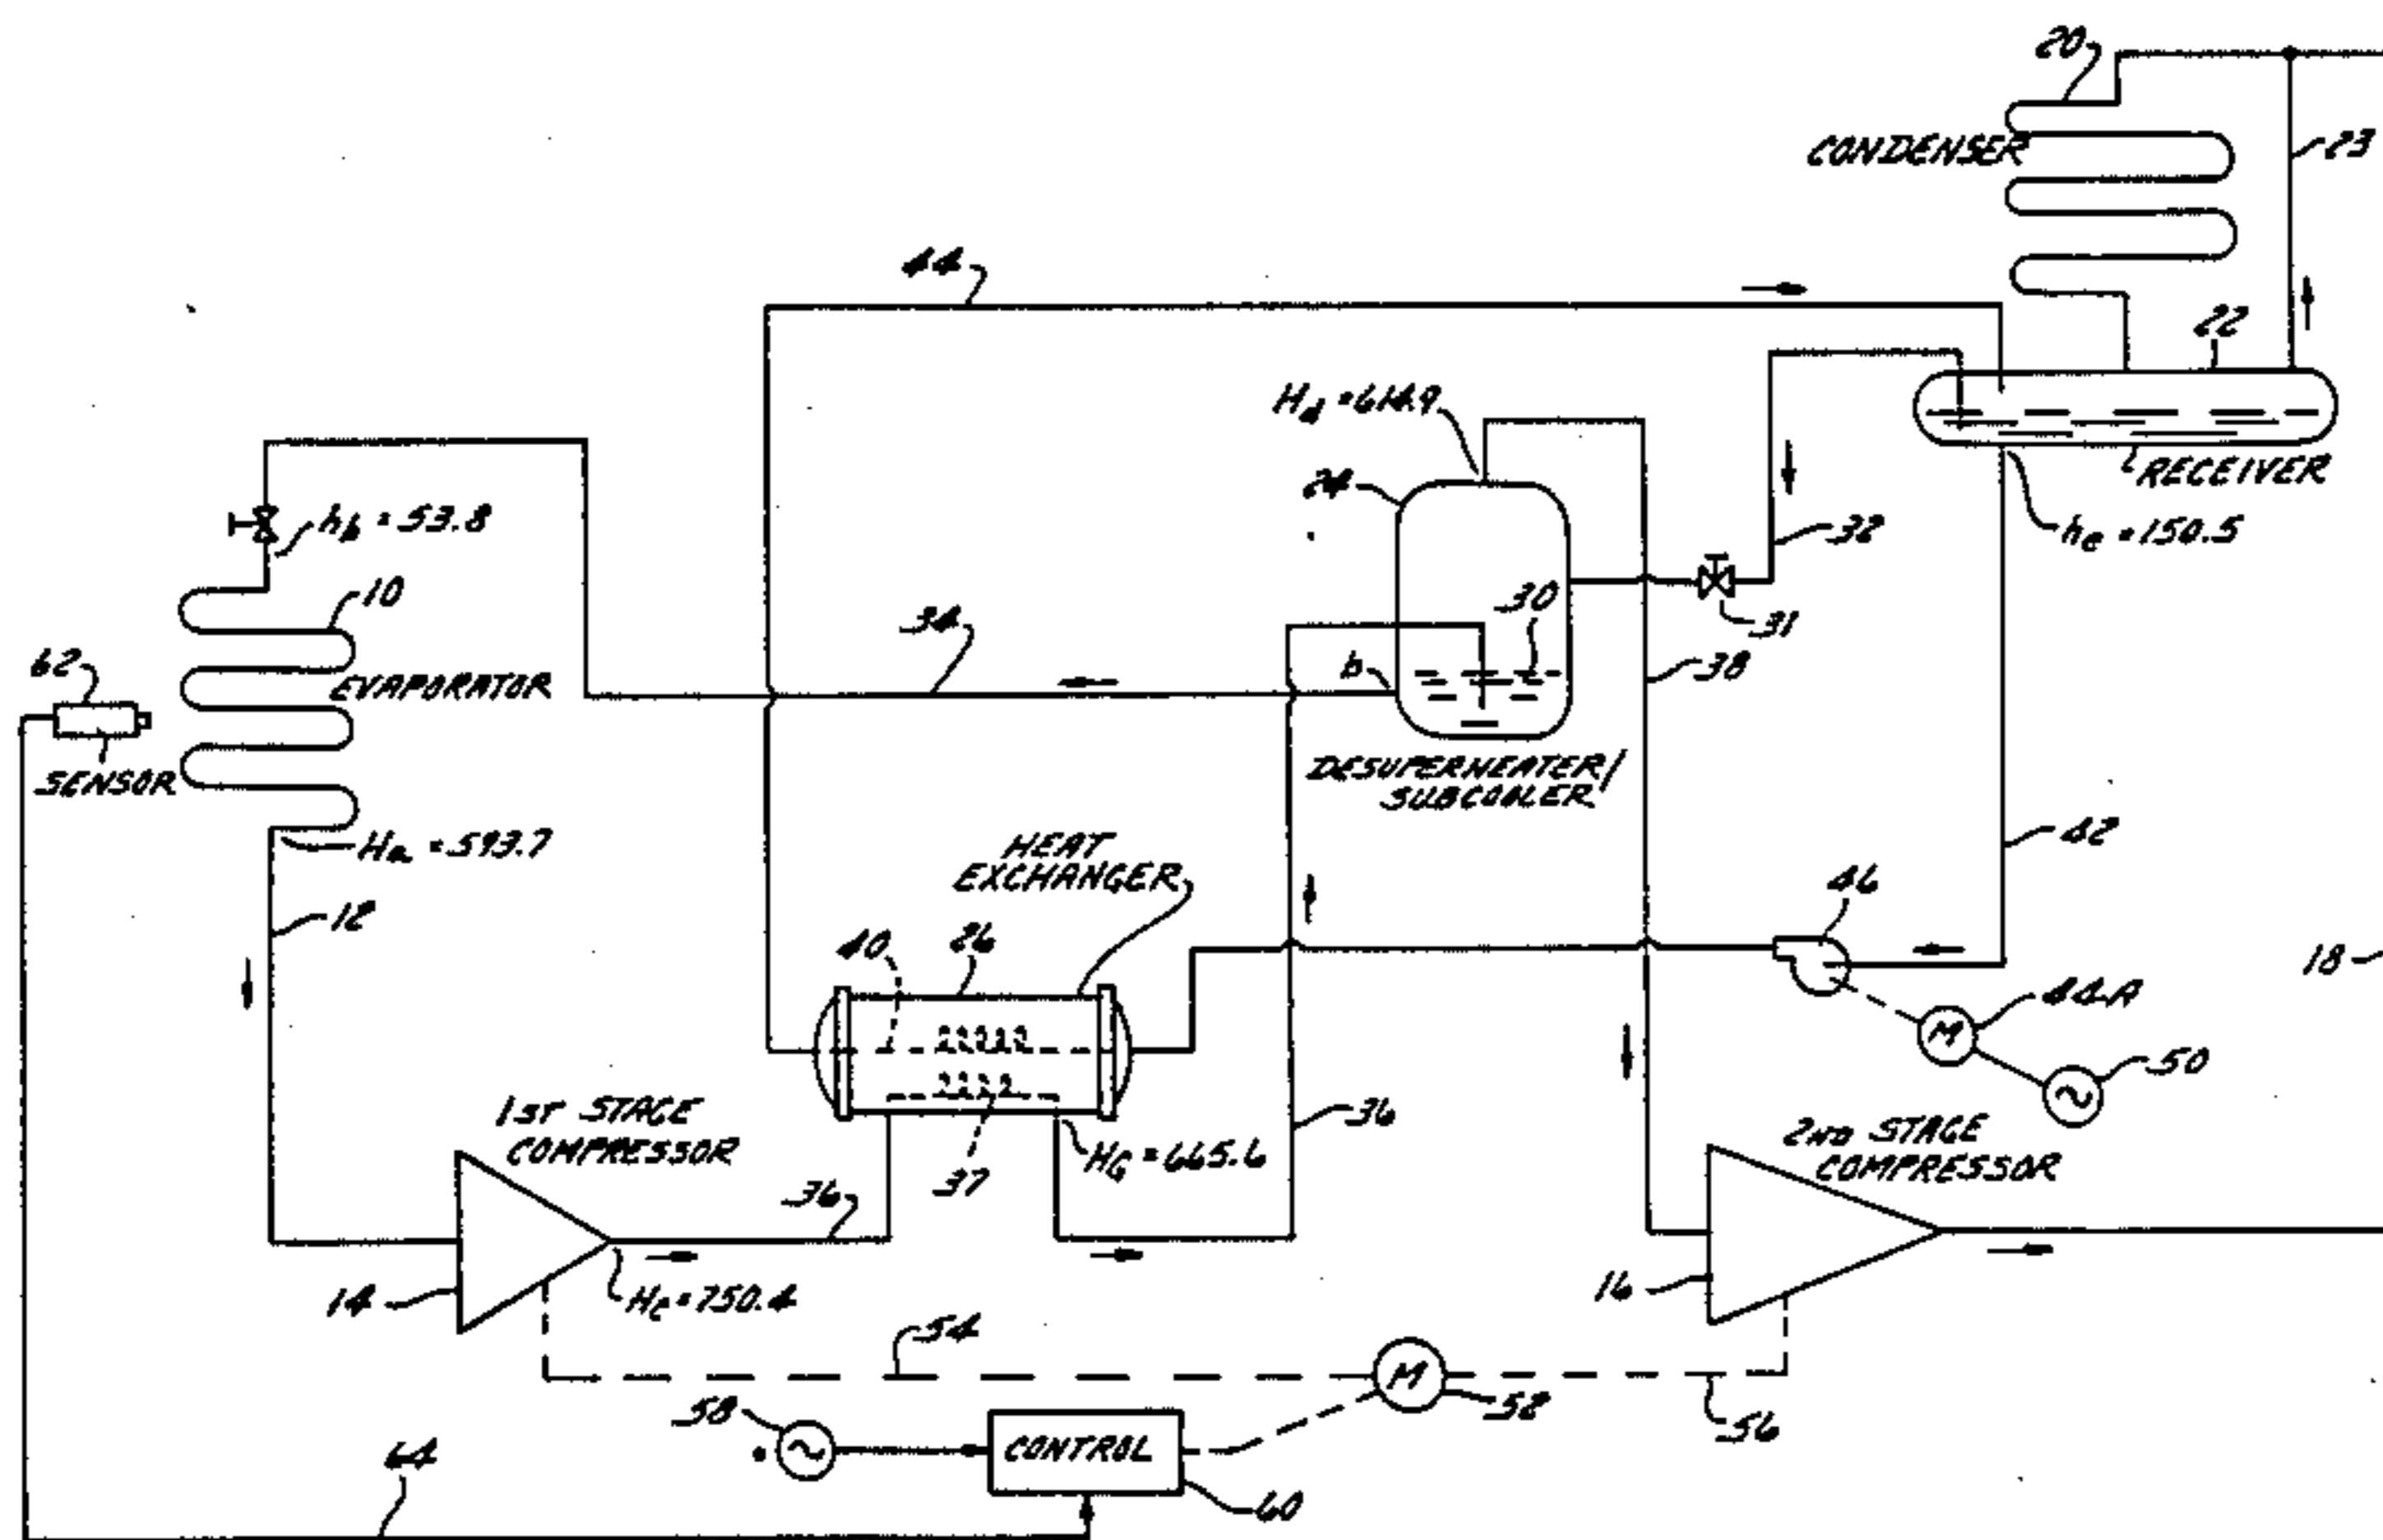 20
CONDENSER
23
44
22
Hd = 614.9
24
RECEIVER
he = 150.5
hb = 53.8
32
10
30
31
34
62
EVAPORATOR
b
38
SENSOR
DESUPERHEATER/
SUBCOOLER
Ha = 593.7
HEAT
EXCHANGER
42
46
12
40
26
18
44-A
M
50
1ST STAGE
COMPRESSOR
36
2ND STAGE
COMPRESSOR
HG = 665.6
37
36
14
Hc = 750.4
16
54
M
52
58
56
CONTROL
64
60